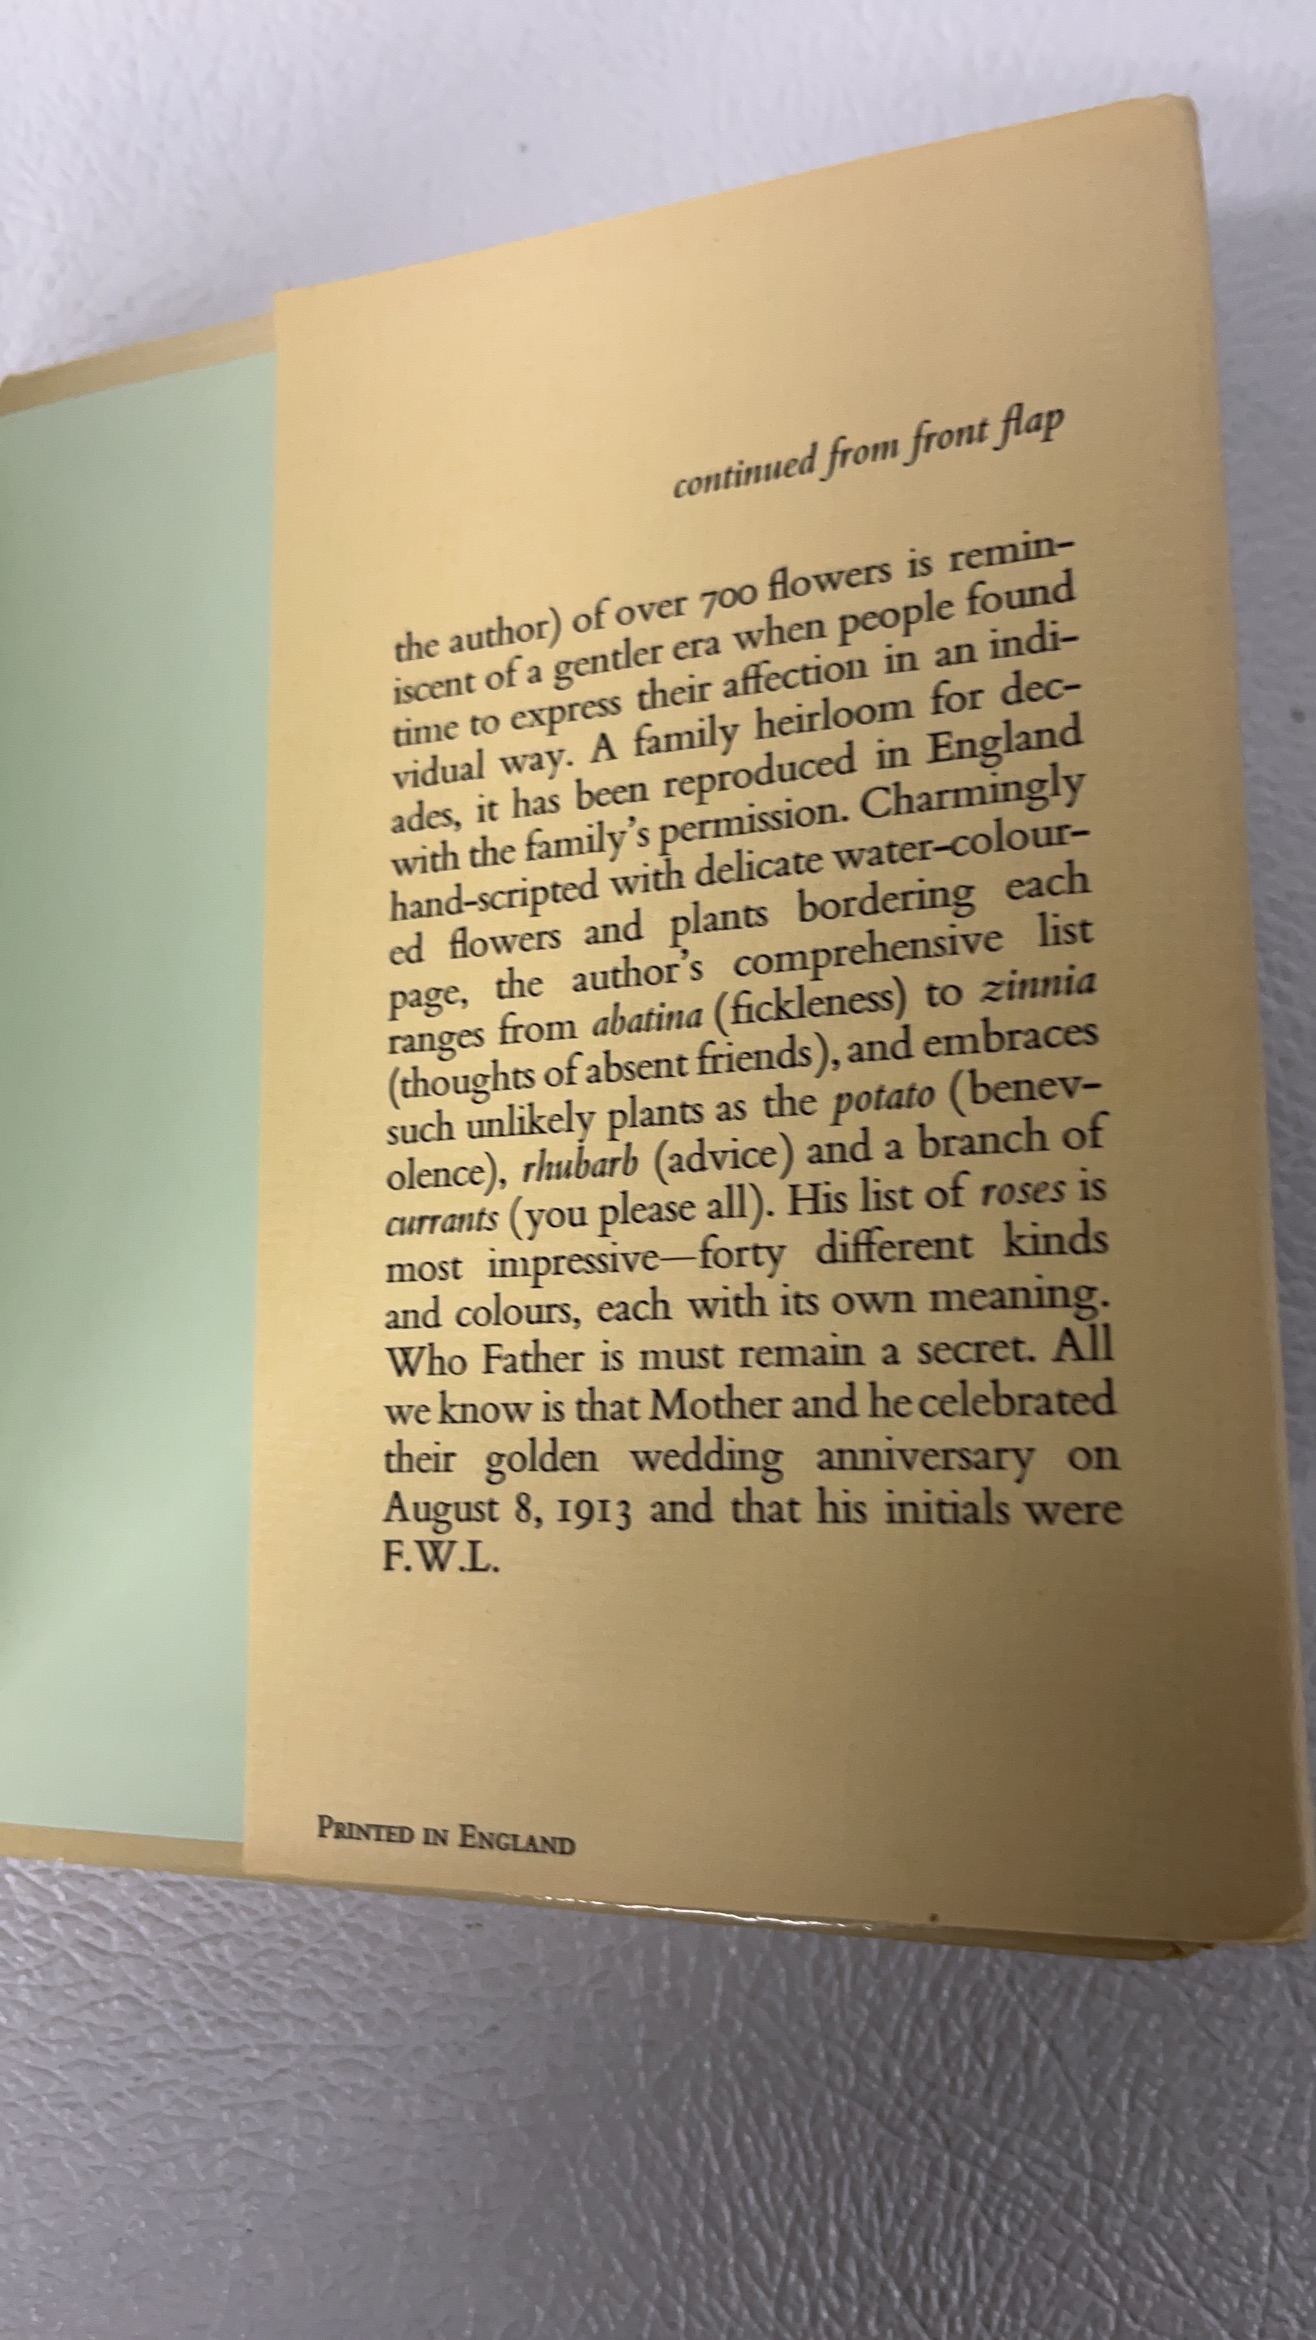 continued from front flap
the author) of over 700 flowers is remin-
iscent of a gentler era when people found
time to express their affection in an indi-
vidual way. A family heirloom for dec-
ades, it has been reproduced in England
with the family's permission. Charmingly
hand-scripted with delicate water-colour-
ed flowers and plants bordering each
page, the author's comprehensive list
ranges from abatina (fickleness) to zinnia
(thoughts of absent friends), and embraces
such unlikely plants as the potato (benev-
olence), rhubarb (advice) and a branch of
currants (you please all). His list of roses is
most impressive—forty different kinds
and colours, each with its own meaning.
Who Father is must remain a secret. All
we know is that Mother and he celebrated
their golden wedding anniversary on
August 8, 1913 and that his initials were
F.W.L.
PRINTED IN ENGLAND